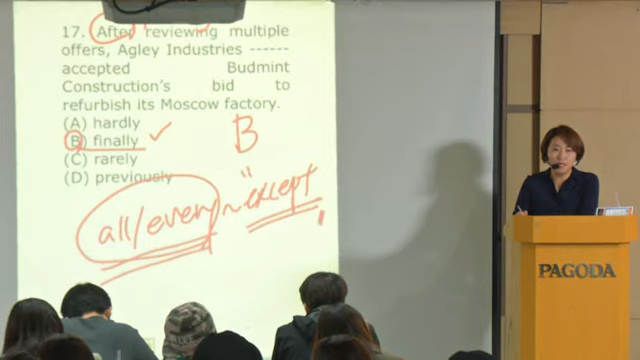 17. After reviewing multiple
offers, Agley Industries ------
accepted Budmint
Construction's bid to
refurbish its Moscow factory.
(A) hardly
(B) finally
B
(C) rarely
(D) previously
all/every ~ except
PAGODA